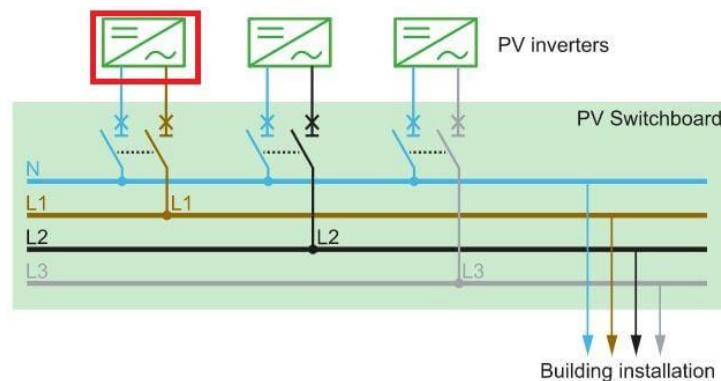 PV inverters
PV Switchboard
N
L1 L1
L2 L2
L3 L3
Building installation